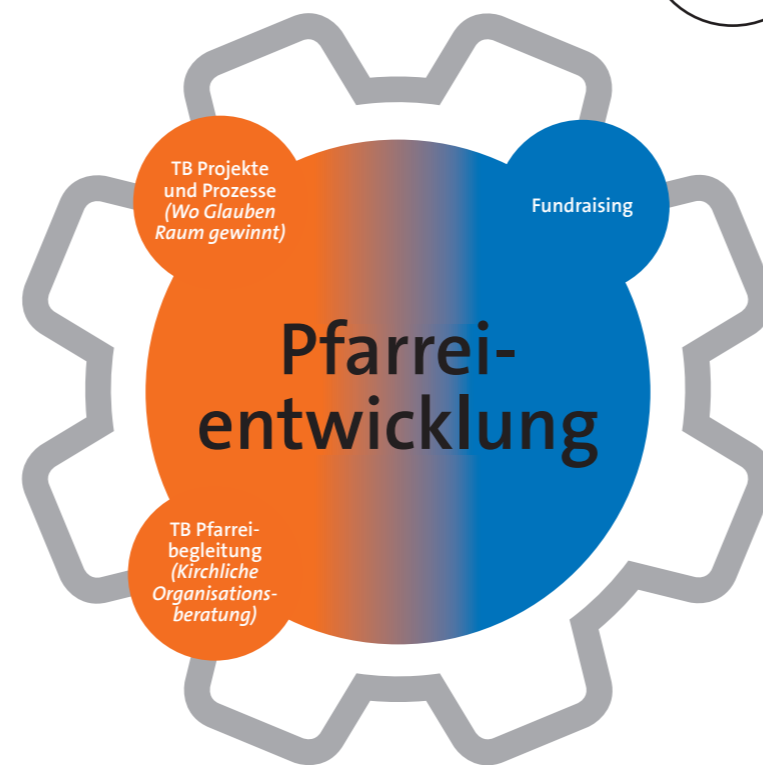 TB Projekte
und Prozesse
(Wo Glauben
Raum gewinnt)
Fundraising
Pfarrei-
entwicklung
TB Pfarrei-
begleitung
(Kirchliche
Organisations-
beratung)